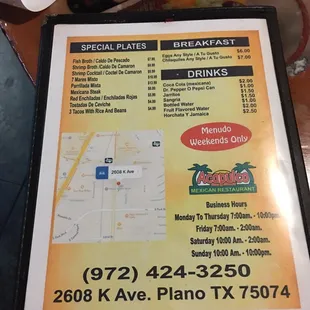 SPECIAL PLATES
Fish Broth / Caldo De Pescado
Shrimp Broth / Caldo De Camaron
Shrimp Cocktail / Coctel De Camaron
7 Mares Mixto
Parrillada Mixta
Mexicana Steak
Red Enchiladas / Enchiladas Rojas
Tostadas De Ceviche
2 Tacos With Rice And Beans
BREAKFAST
Eggs Any Style / A Tu Gusto $6.00
Chilaquiles Any Style / A Tu Gusto $7.00
DRINKS
Coca Cola (mexicana) $2.00
Dr. Pepper O Pepsi Can $1.00
Jarritos $1.50
Sangria $1.50
Bottled Water
Fruit Flavored Water $2.00
Horchata Y Jamaica $2.50
Menudo
Weekends Only
2608 K Ave
Acapulco
MEXICAN RESTAURANT
Business Hours
Monday To Thursday 7:00am. - 10:00pm.
Friday 7:00am. - 2:00am.
Saturday 10:00 Am. - 2:00am.
Sunday 10:00 Am. - 10:00pm.
(972) 424-3250
2608 K Ave. Plano TX 75074